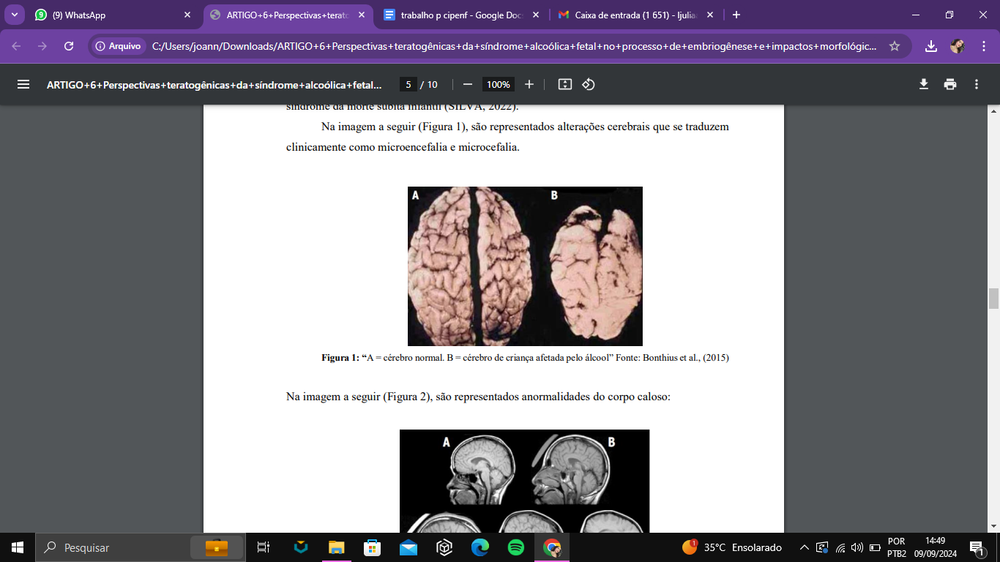 (9) WhatsApp
ARTIGO+6+Perspectivas+terato
trabalho p cipenf - Google Docs
Caixa de entrada (1 651) - ljulia
9
Arquivo
C:/Users/joann/Downloads/ARTIGO+6+Perspectivas+teratogênicas+da+síndrome+alcoólica+fetal+no+processo+de+embriogênese+e+impactos+morfológic...
ARTIGO+6+Perspectivas+teratogênicas+da+síndrome+alcoólica+fetal...
5 / 10
100%
síndrome da morte súbita infantil (SILVA, 2022).
Na imagem a seguir (Figura 1), são representados alterações cerebrais que se traduzem
clinicamente como microencefalia e microcefalia.
A B
Figura 1: “A = cérebro normal. B = cérebro de criança afetada pelo álcool” Fonte: Bonthius et al., (2015)
Na imagem a seguir (Figura 2), são representados anormalidades do corpo caloso:
A B
Pesquisar
1
35°C Ensolarado
POR
PTB2
14:49
09/09/2024
1